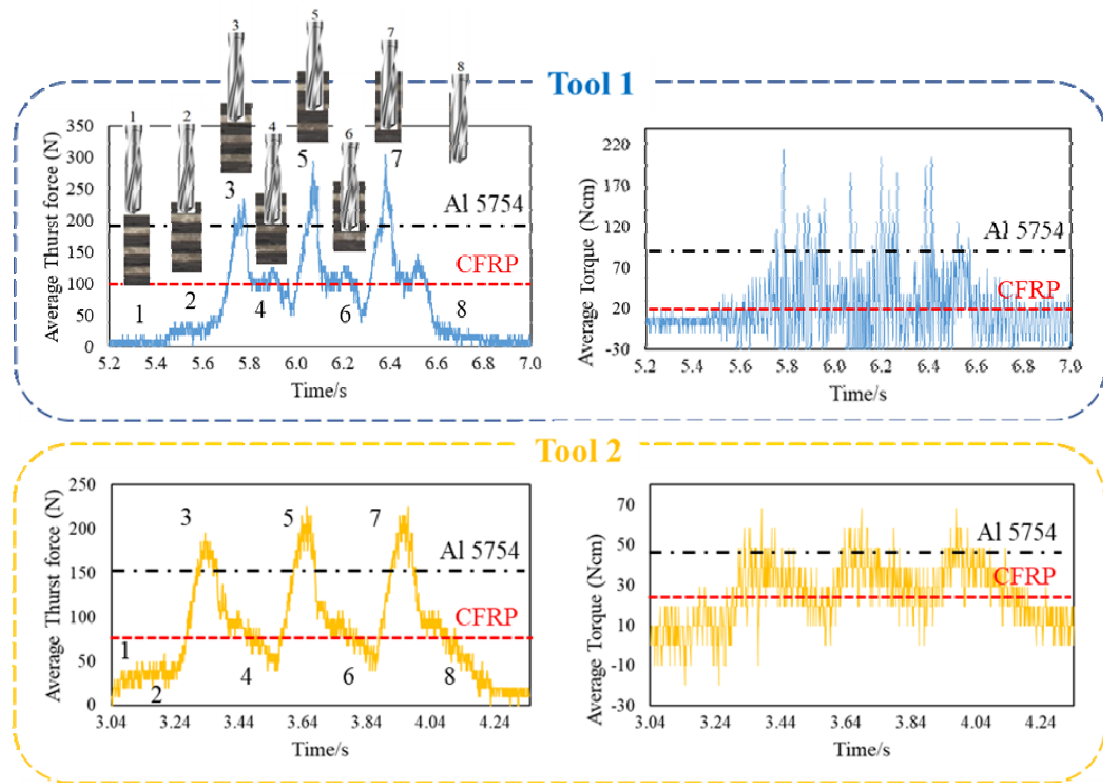 Tool 1
1
2
3
4
5
6
7
8
Average Thurst force (N)
350
300
250
200
150
100
50
0
1
2
3
4
5
6
7
8
Al 5754
CFRP
5.2 5.4 5.6 5.8 6.0 6.2 6.4 6.6 6.8 7.0
Time/s
Average Torque (Ncm)
220
170
120
70
20
-30
Al 5754
CFRP
5.2 5.4 5.6 5.8 6.0 6.2 6.4 6.6 6.8 7.0
Time/s
Tool 2
Average Thurst force (N)
250
200
150
100
50
0
1
2
3
4
5
6
7
8
Al 5754
CFRP
3.04 3.24 3.44 3.64 3.84 4.04 4.24
Time/s
Average Torque (Ncm)
70
50
30
10
-10
-30
Al 5754
CFRP
3.04 3.24 3.44 3.64 3.84 4.04 4.24
Time/s